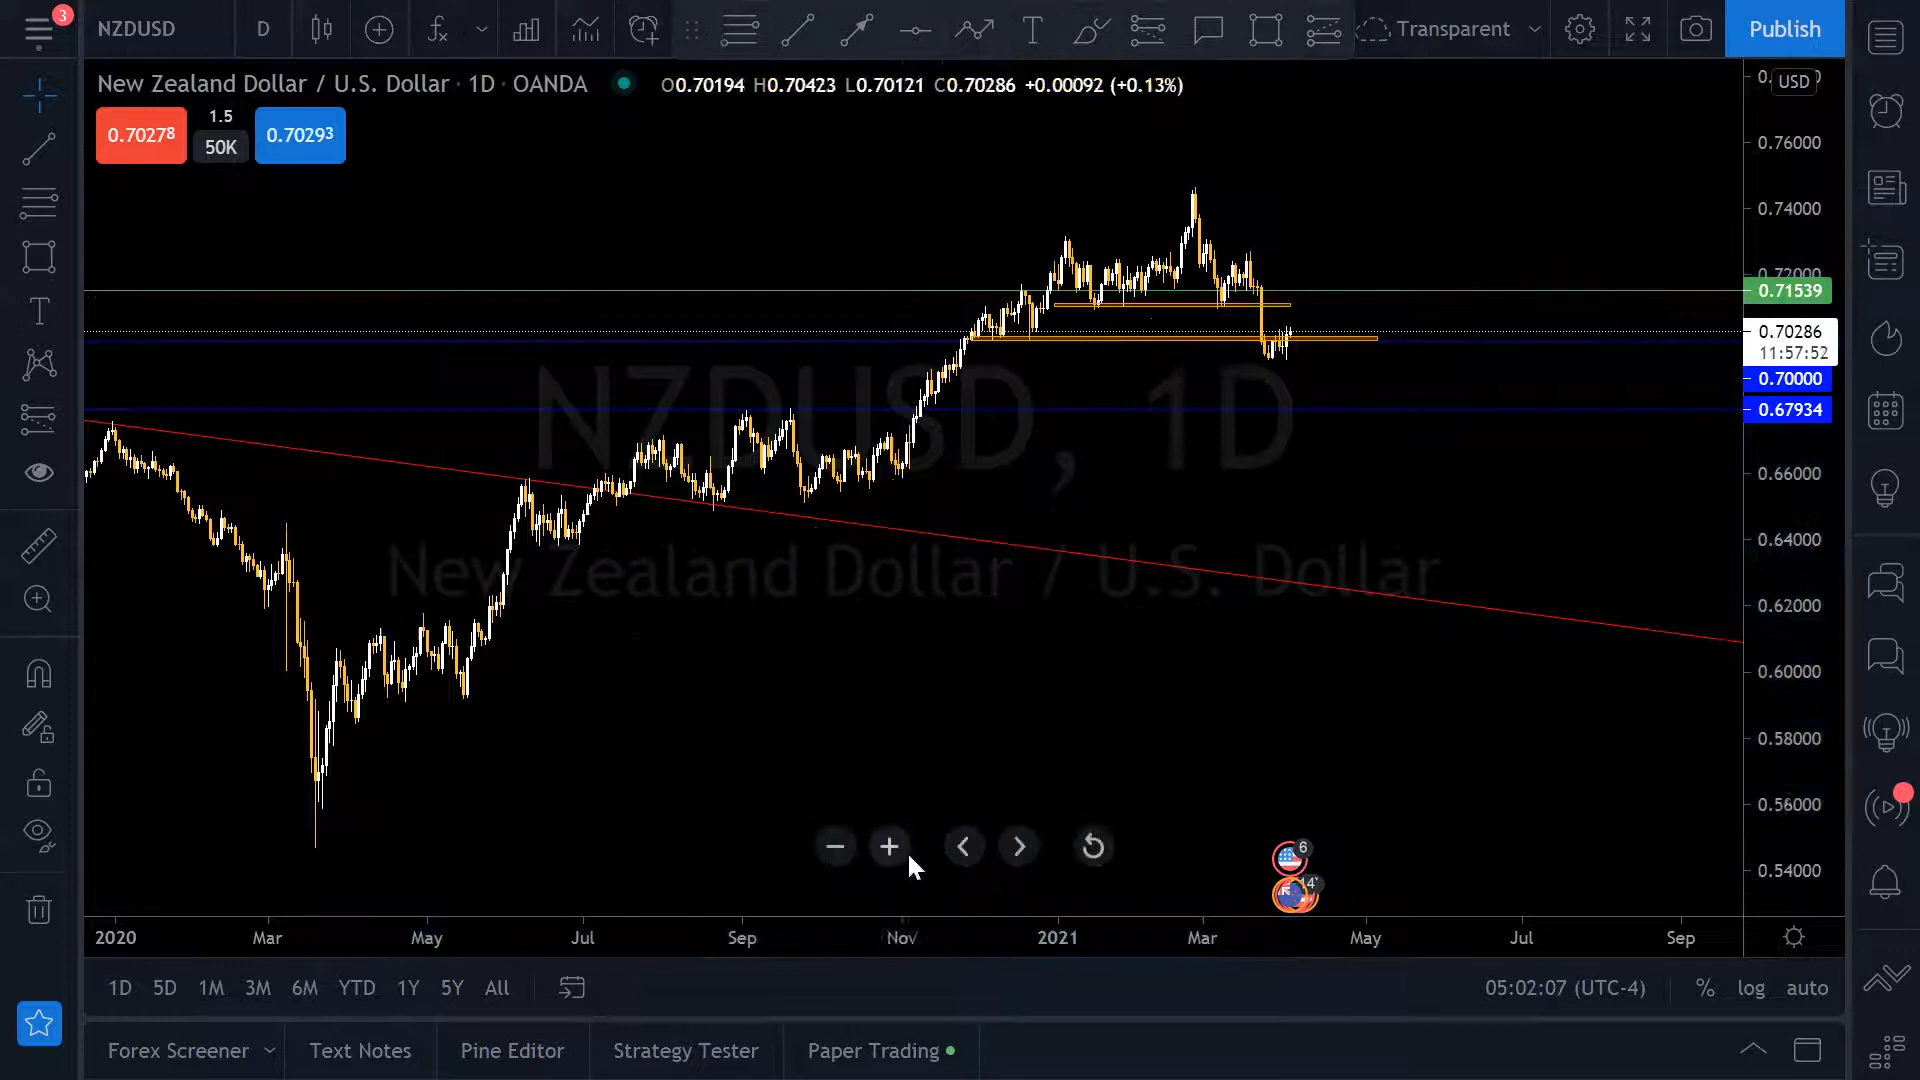 3
NZDUSD
D
Transparent
Publish
New Zealand Dollar / U.S. Dollar · 1D · OANDA
O0.70194 H0.70423 L0.70121 C0.70286 +0.00092 (+0.13%)
USD
0.70278
1.5
50K
0.70293
0.76000
0.74000
0.72000
0.71539
0.70286
11:57:52
0.70000
0.67934
0.66000
0.64000
0.62000
0.60000
0.58000
0.56000
0.54000
NZDUSD, 1D
New Zealand Dollar / U.S. Dollar
6
14
2020 Mar May Jul Sep Nov 2021 Mar May Jul Sep
1D 5D 1M 3M 6M YTD 1Y 5Y All
05:02:07 (UTC-4)
% log auto
Forex Screener
Text Notes
Pine Editor
Strategy Tester
Paper Trading